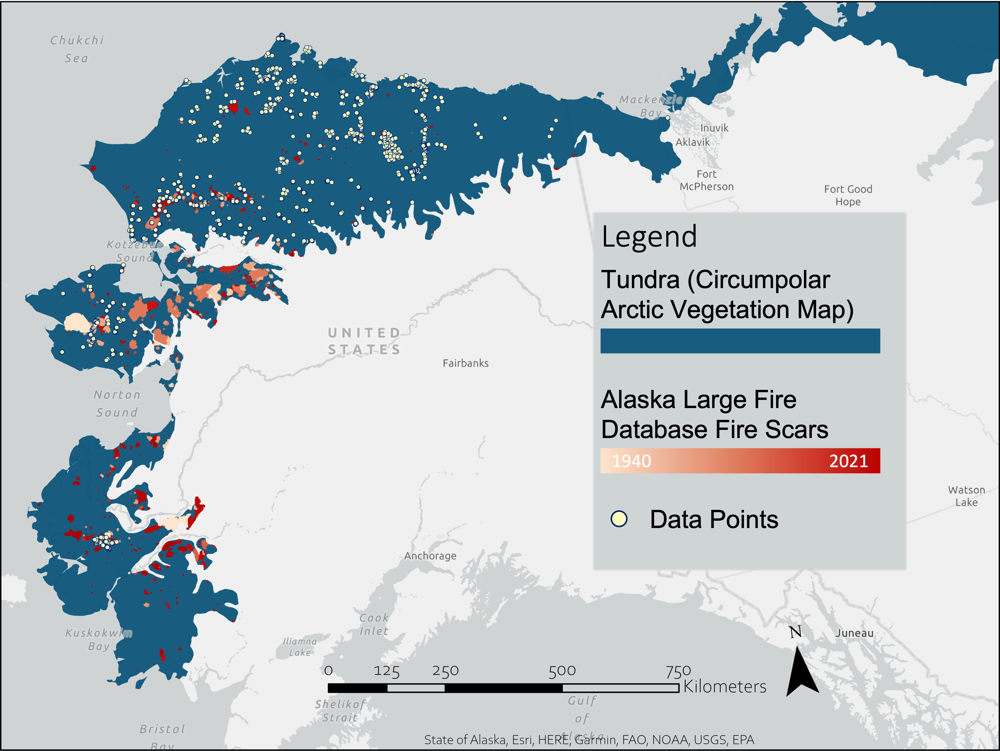 Chukchi
Sea
Mackenzie
Bay
Inuvik
Aklavik
Fort
McPherson
Fort Good
Hope
Kotzebue
Sound
Legend
Tundra (Circumpolar
Arctic Vegetation Map)
UNITED
STATES
Fairbanks
Norton
Sound
Alaska Large Fire
Database Fire Scars
1940 2021
Watson
Lake
Data Points
Anchorage
Cook
Inlet
Kuskokwim
Bay
Iliamna
Lake
N
Juneau
0 125 250 500 750
Kilometers
Shelikof
Strait
Gulf
of
Alaska
Bristol
Bay
State of Alaska, Esri, HERE, Garmin, FAO, NOAA, USGS, EPA